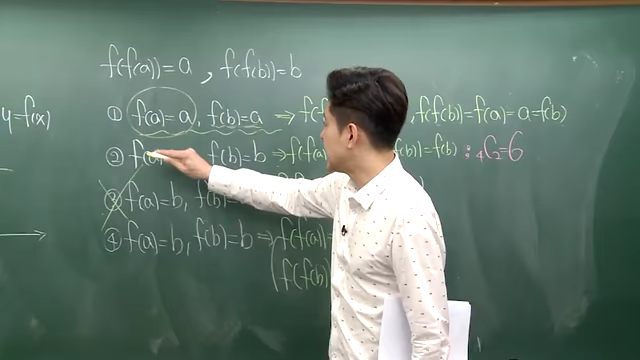 f(f(a))=a, f(f(b))=b
y=f(x)
① f(a)=a, f(b)=a ⇒ f(f(b))=f(a)=a=f(b)
② f(a) f(b)=b ⇒ f(f(a) =f(b) : ₄C₂=6
③ f(a)=b,
④ f(a)=b, f(b)=b ⇒ f(f(a))=
f(f(b)